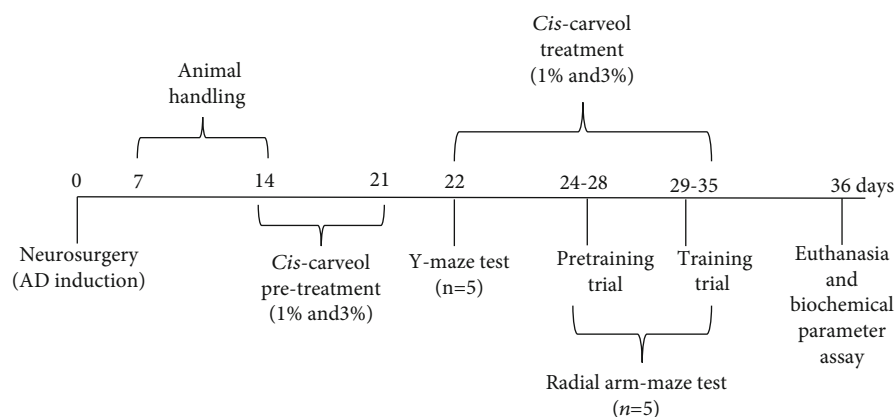 Cis-carveol
treatment
(1% and3%)
Animal
handling
0 7 14 21 22 24-28 29-35 36 days
Neurosurgery
(AD induction)
Cis-carveol
pre-treatment
(1% and3%)
Y-maze test
(n=5)
Pretraining
trial
Training
trial
Euthanasia
and
biochemical
parameter
assay
Radial arm-maze test
(n=5)